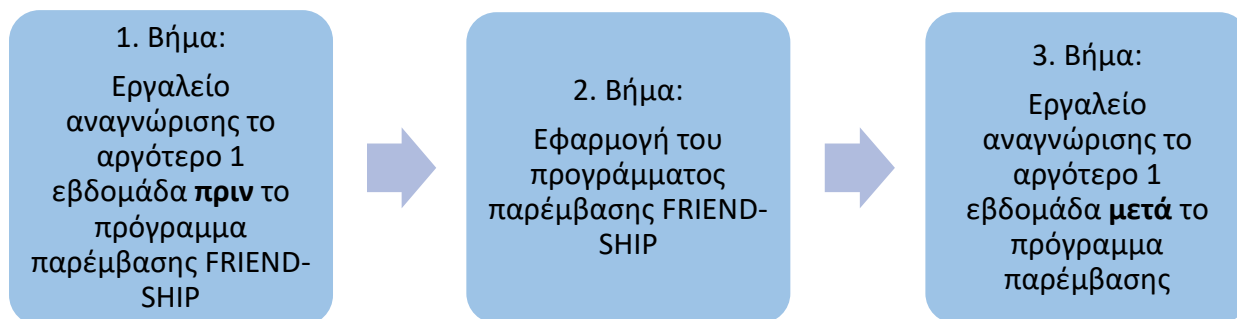 1. Βήμα:
Εργαλείο
αναγνώρισης το
αργότερο 1
εβδομάδα πριν το
πρόγραμμα
παρέμβασης FRIEND-
SHIP
2. Βήμα:
Εφαρμογή του
προγράμματος
παρέμβασης FRIEND-
SHIP
3. Βήμα:
Εργαλείο
αναγνώρισης το
αργότερο 1
εβδομάδα μετά το
πρόγραμμα
παρέμβασης